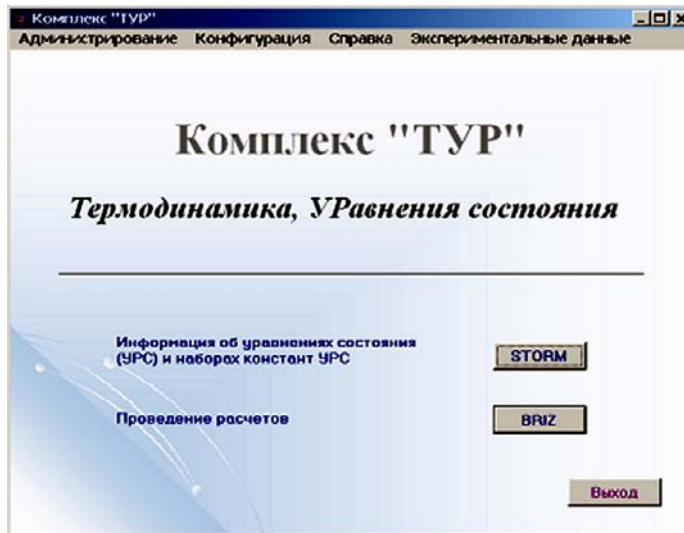 Комплекс "ТУР"
Администрирование Конфигурация Справка Экспериментальные данные
Комплекс "ТУР"
Термодинамика, УРавнения состояния
Информация об уравнениях состояния
(УРС) и наборах констант УРС
STORM
Проведение расчетов
BRIZ
Выход